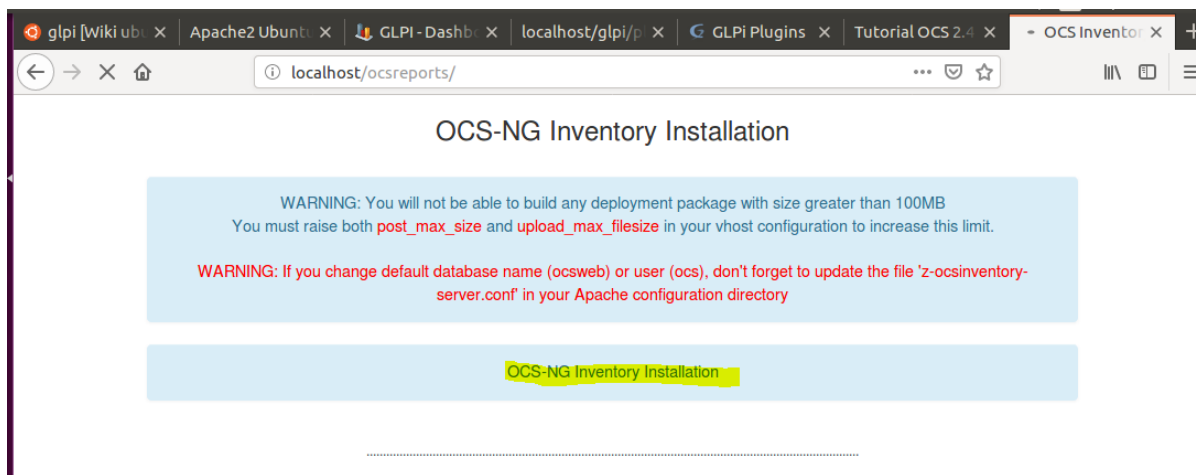 glpi [Wiki ub
Apache2 Ubunt
GLPI - Dashb
localhost/glpi/p
GLPi Plugins
Tutorial OCS 2.4
OCS Invento
localhost/ocsreports/
OCS-NG Inventory Installation
WARNING: You will not be able to build any deployment package with size greater than 100MB
You must raise both post_max_size and upload_max_filesize in your vhost configuration to increase this limit.
WARNING: If you change default database name (ocsweb) or user (ocs), don't forget to update the file 'z-ocsinventory-
server.conf' in your Apache configuration directory
OCS-NG Inventory Installation